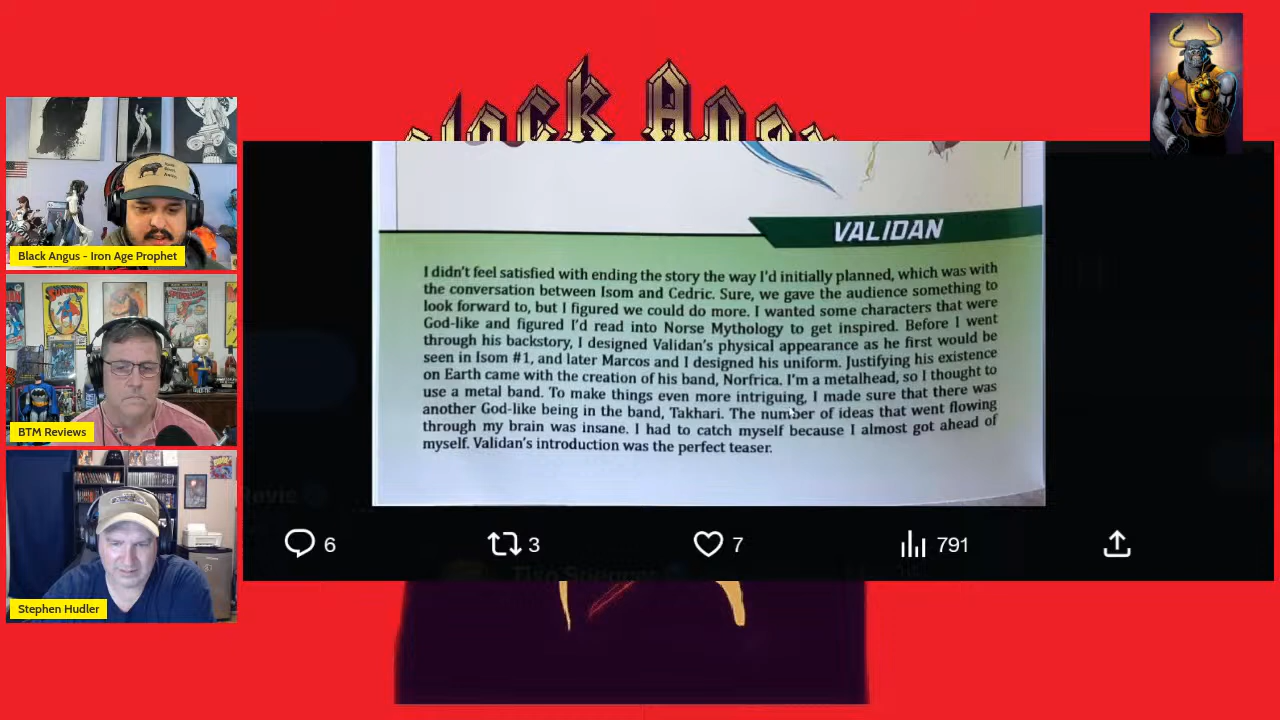 Black Angus
Black Angus - Iron Age Prophet
BTM Reviews
Stephen Hudler
VALIDAN
I didn't feel satisfied with ending the story the way I'd initially planned, which was with
the conversation between Isom and Cedric. Sure, we gave the audience something to
look forward to, but I figured we could do more. I wanted some characters that were
God-like and figured I'd read into Norse Mythology to get inspired. Before I went
through his backstory, I designed Validan's physical appearance as he first would be
seen in Isom #1, and later Marcos and I designed his uniform. Justifying his existence
on Earth came with the creation of his band, Norfrica. I'm a metalhead, so I thought to
use a metal band. To make things even more intriguing, I made sure that there was
another God-like being in the band, Takhari. The number of ideas that went flowing
through my brain was insane. I had to catch myself because I almost got ahead of
myself. Validan's introduction was the perfect teaser.
6
3
7
791